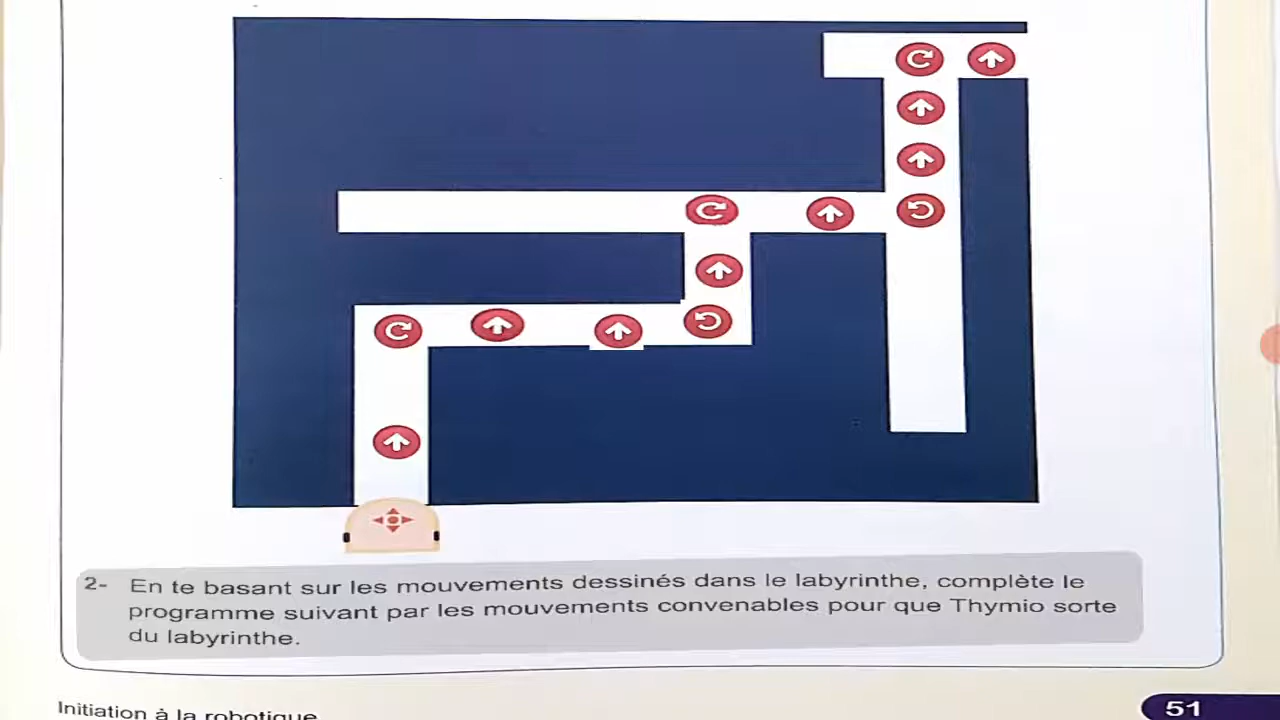 2- En te basant sur les mouvements dessinés dans le labyrinthe, complète le
programme suivant par les mouvements convenables pour que Thymio sorte
du labyrinthe.
Initiation à la robotique
51